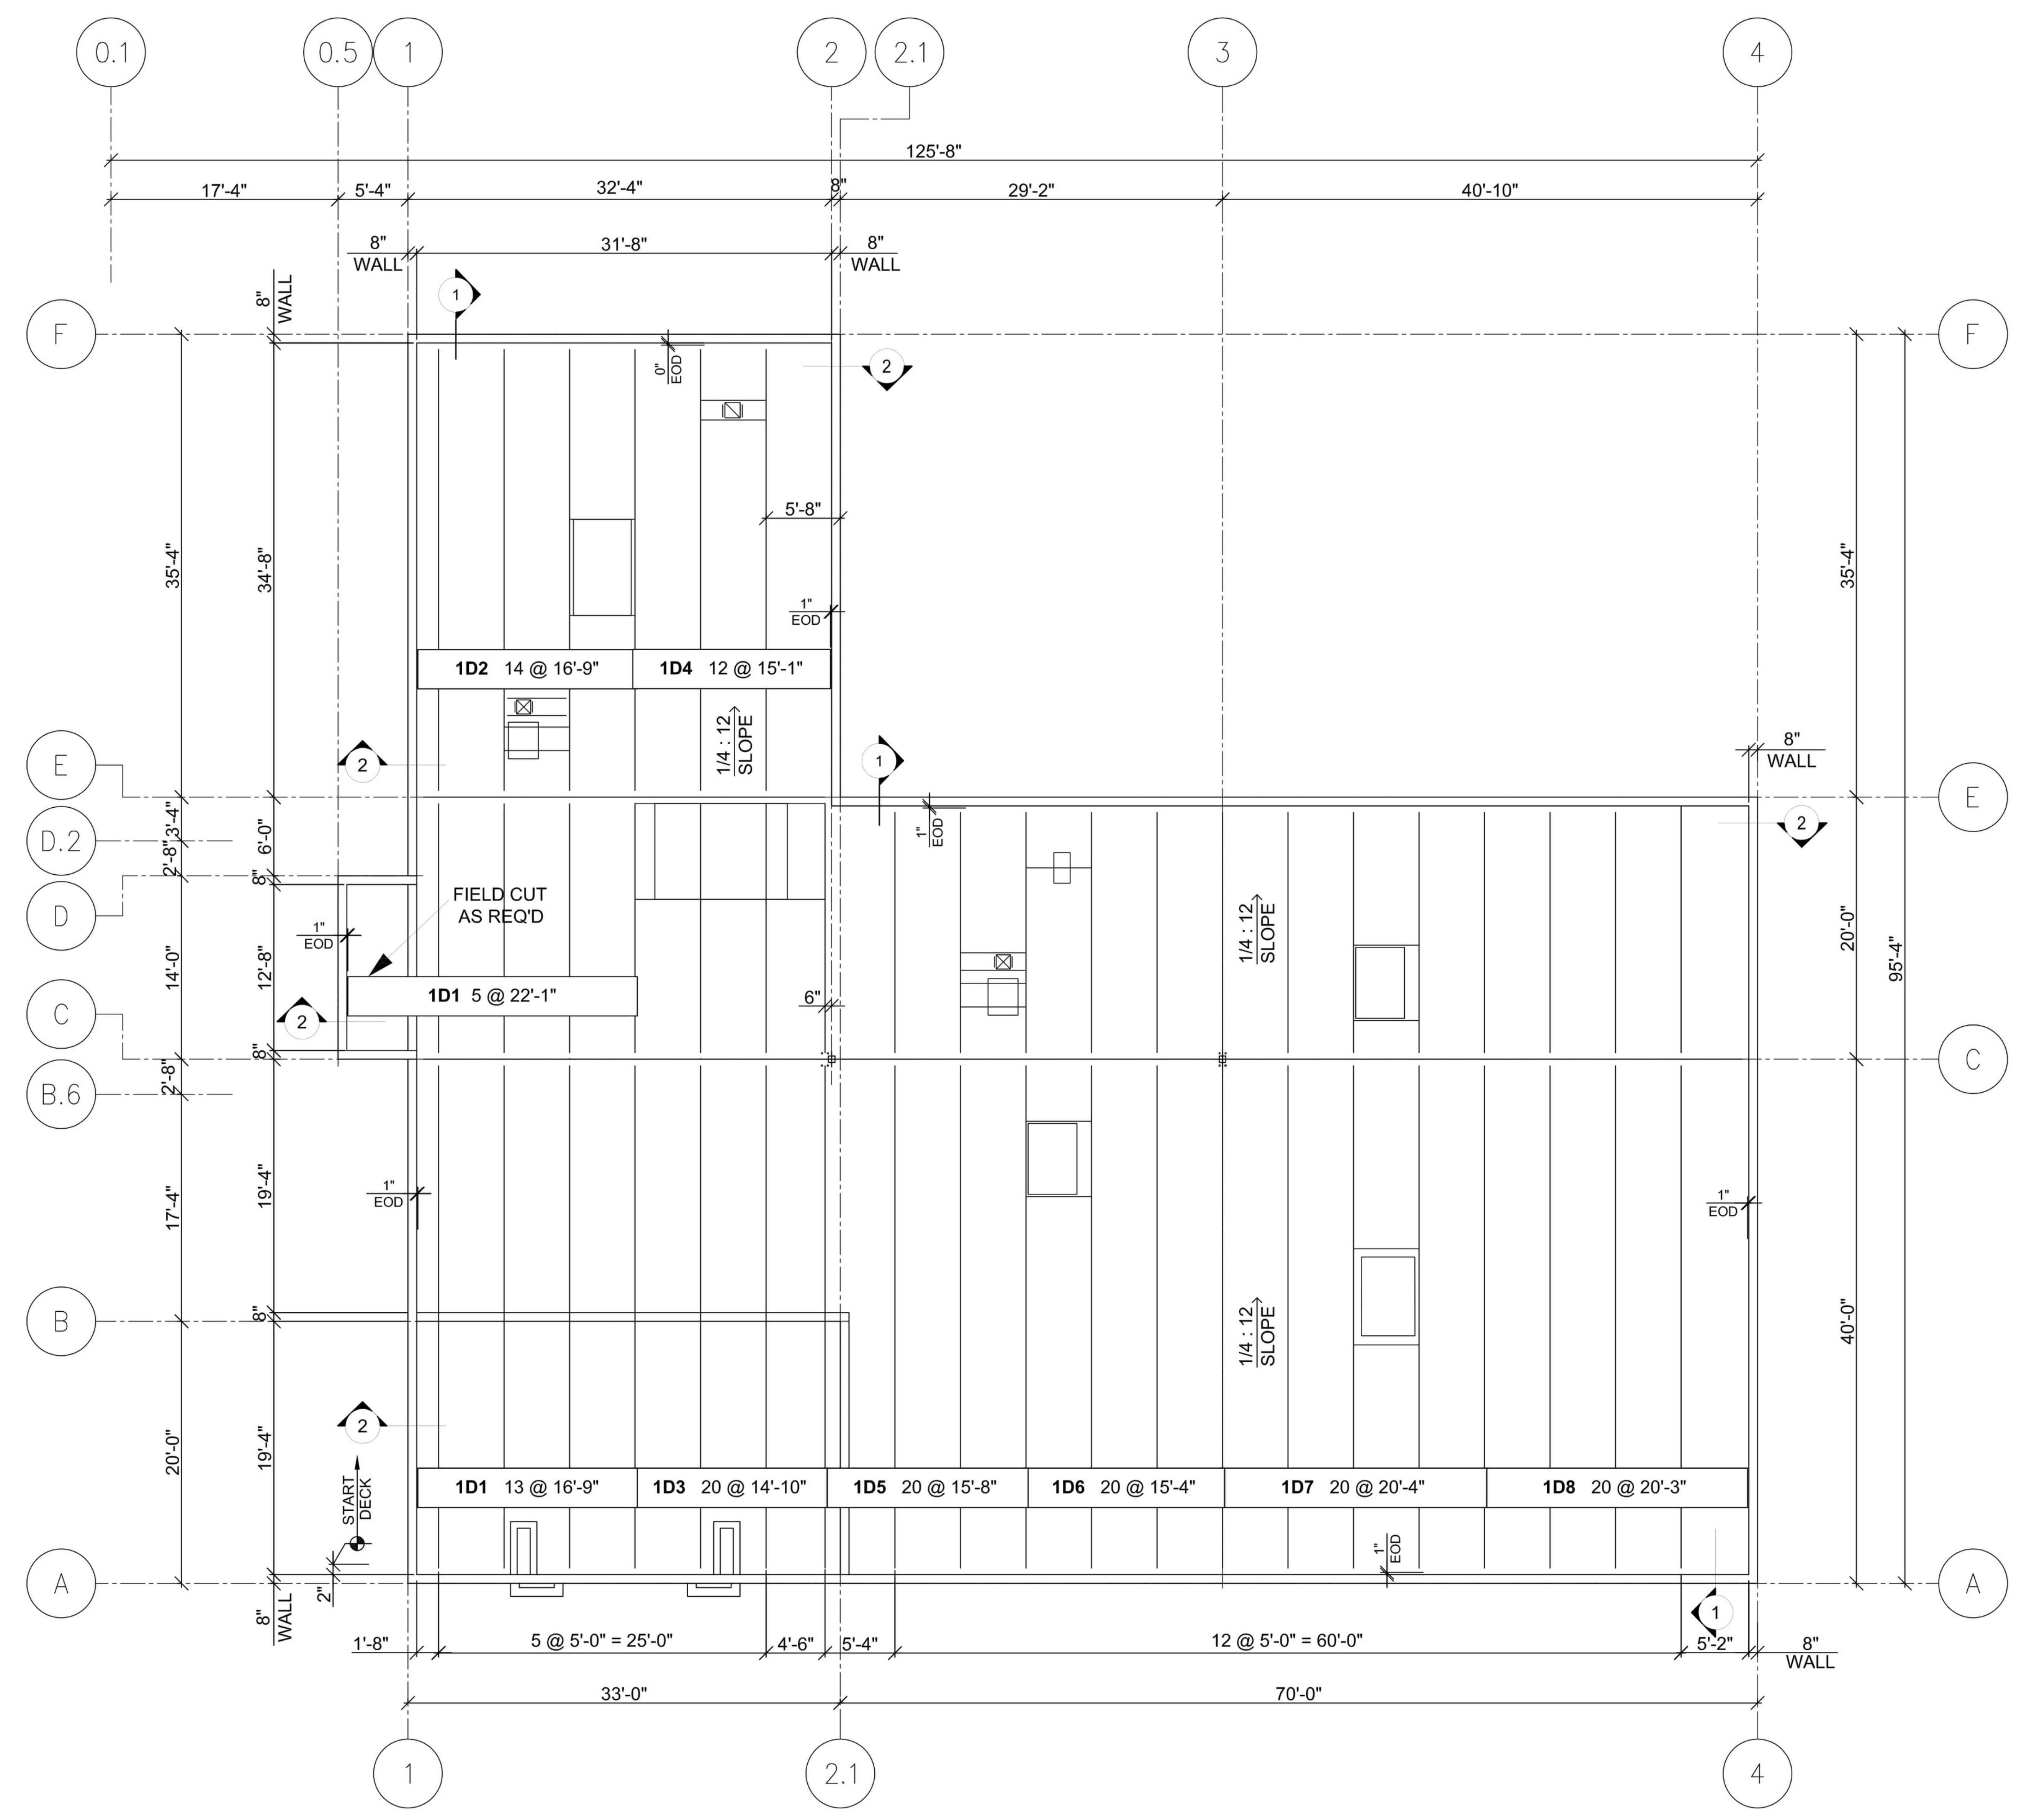 0.1
0.5
1
2
2.1
3
4
125'-8"
17'-4"
5'-4"
32'-4"
8"
29'-2"
40'-10"
8"
WALL
31'-8"
8"
WALL
8"
WALL
1
F
F
0"
EOD
2
5'-8"
35'-4"
34'-8"
35'-4"
1"
EOD
1D2 14 @ 16'-9"
1D4 12 @ 15'-1"
1/4 : 12
SLOPE
2
1
8"
WALL
E
E
3'-4"
6'-0"
1"
EOD
2
D.2
2'-8"
8"
D
FIELD CUT
AS REQ'D
1"
EOD
1/4 : 12
SLOPE
20'-0"
95'-4"
14'-0"
12'-8"
1D1 5 @ 22'-1"
6"
2
C
8"
C
2'-8"
B.6
1"
EOD
1"
EOD
17'-4"
19'-4"
8"
B
1/4 : 12
SLOPE
40'-0"
2
20'-0"
19'-4"
START
DECK
1D1 13 @ 16'-9"
1D3 20 @ 14'-10"
1D5 20 @ 15'-8"
1D6 20 @ 15'-4"
1D7 20 @ 20'-4"
1D8 20 @ 20'-3"
1"
EOD
A
A
2"
8"
WALL
1
1'-8"
5 @ 5'-0" = 25'-0"
4'-6"
5'-4"
12 @ 5'-0" = 60'-0"
5'-2"
8"
WALL
33'-0"
70'-0"
1
2.1
4